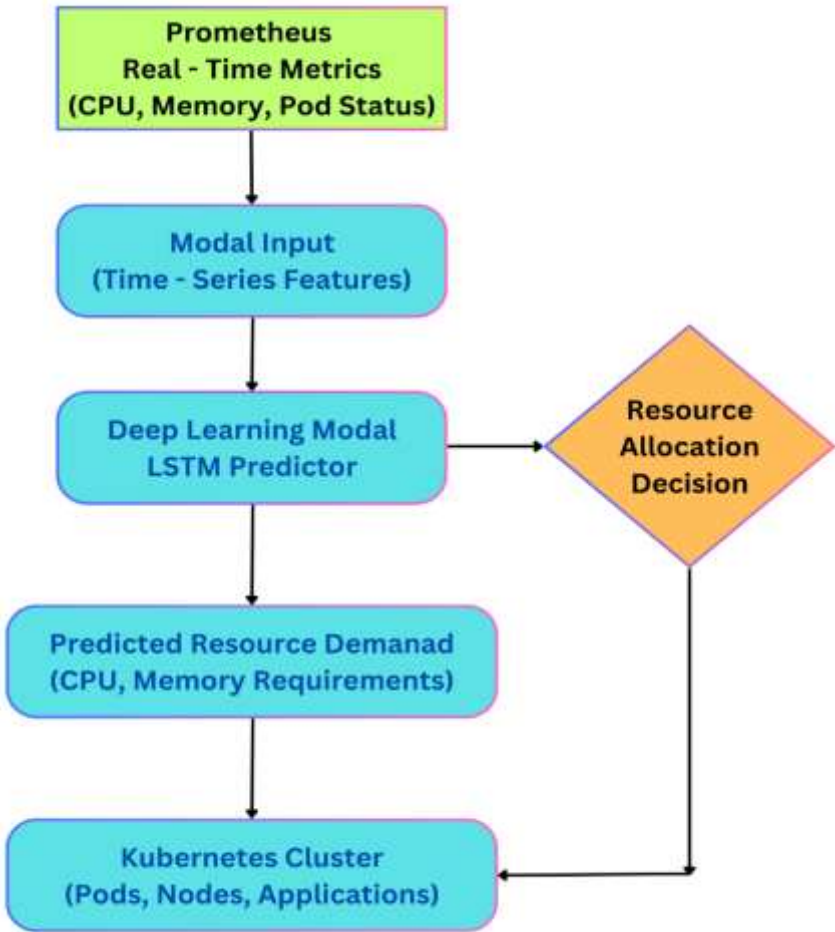 Prometheus
Real - Time Metrics
(CPU, Memory, Pod Status)
Modal Input
(Time - Series Features)
Deep Learning Modal
LSTM Predictor
Resource
Allocation
Decision
Predicted Resource Demanad
(CPU, Memory Requirements)
Kubernetes Cluster
(Pods, Nodes, Applications)